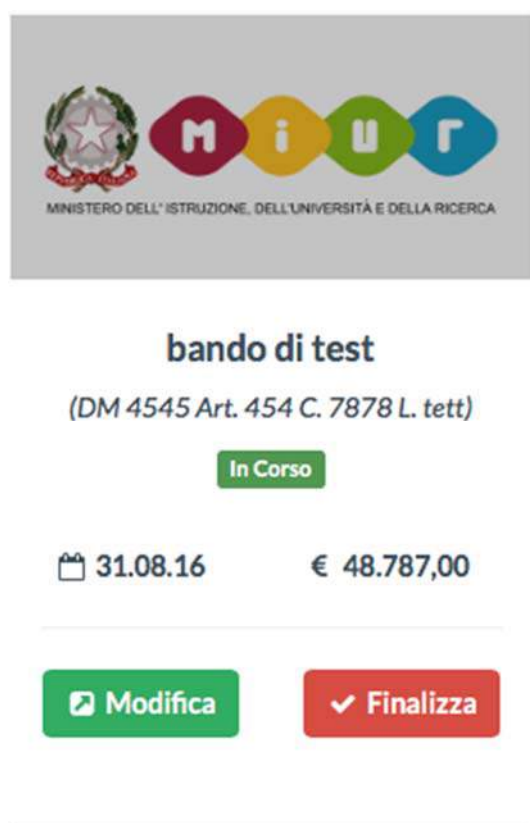 miur
MINISTERO DELL' ISTRUZIONE, DELL'UNIVERSITÀ E DELLA RICERCA
bando di test
(DM 4545 Art. 454 C. 7878 L. tett)
In Corso
31.08.16 € 48.787,00
Modifica Finalizza